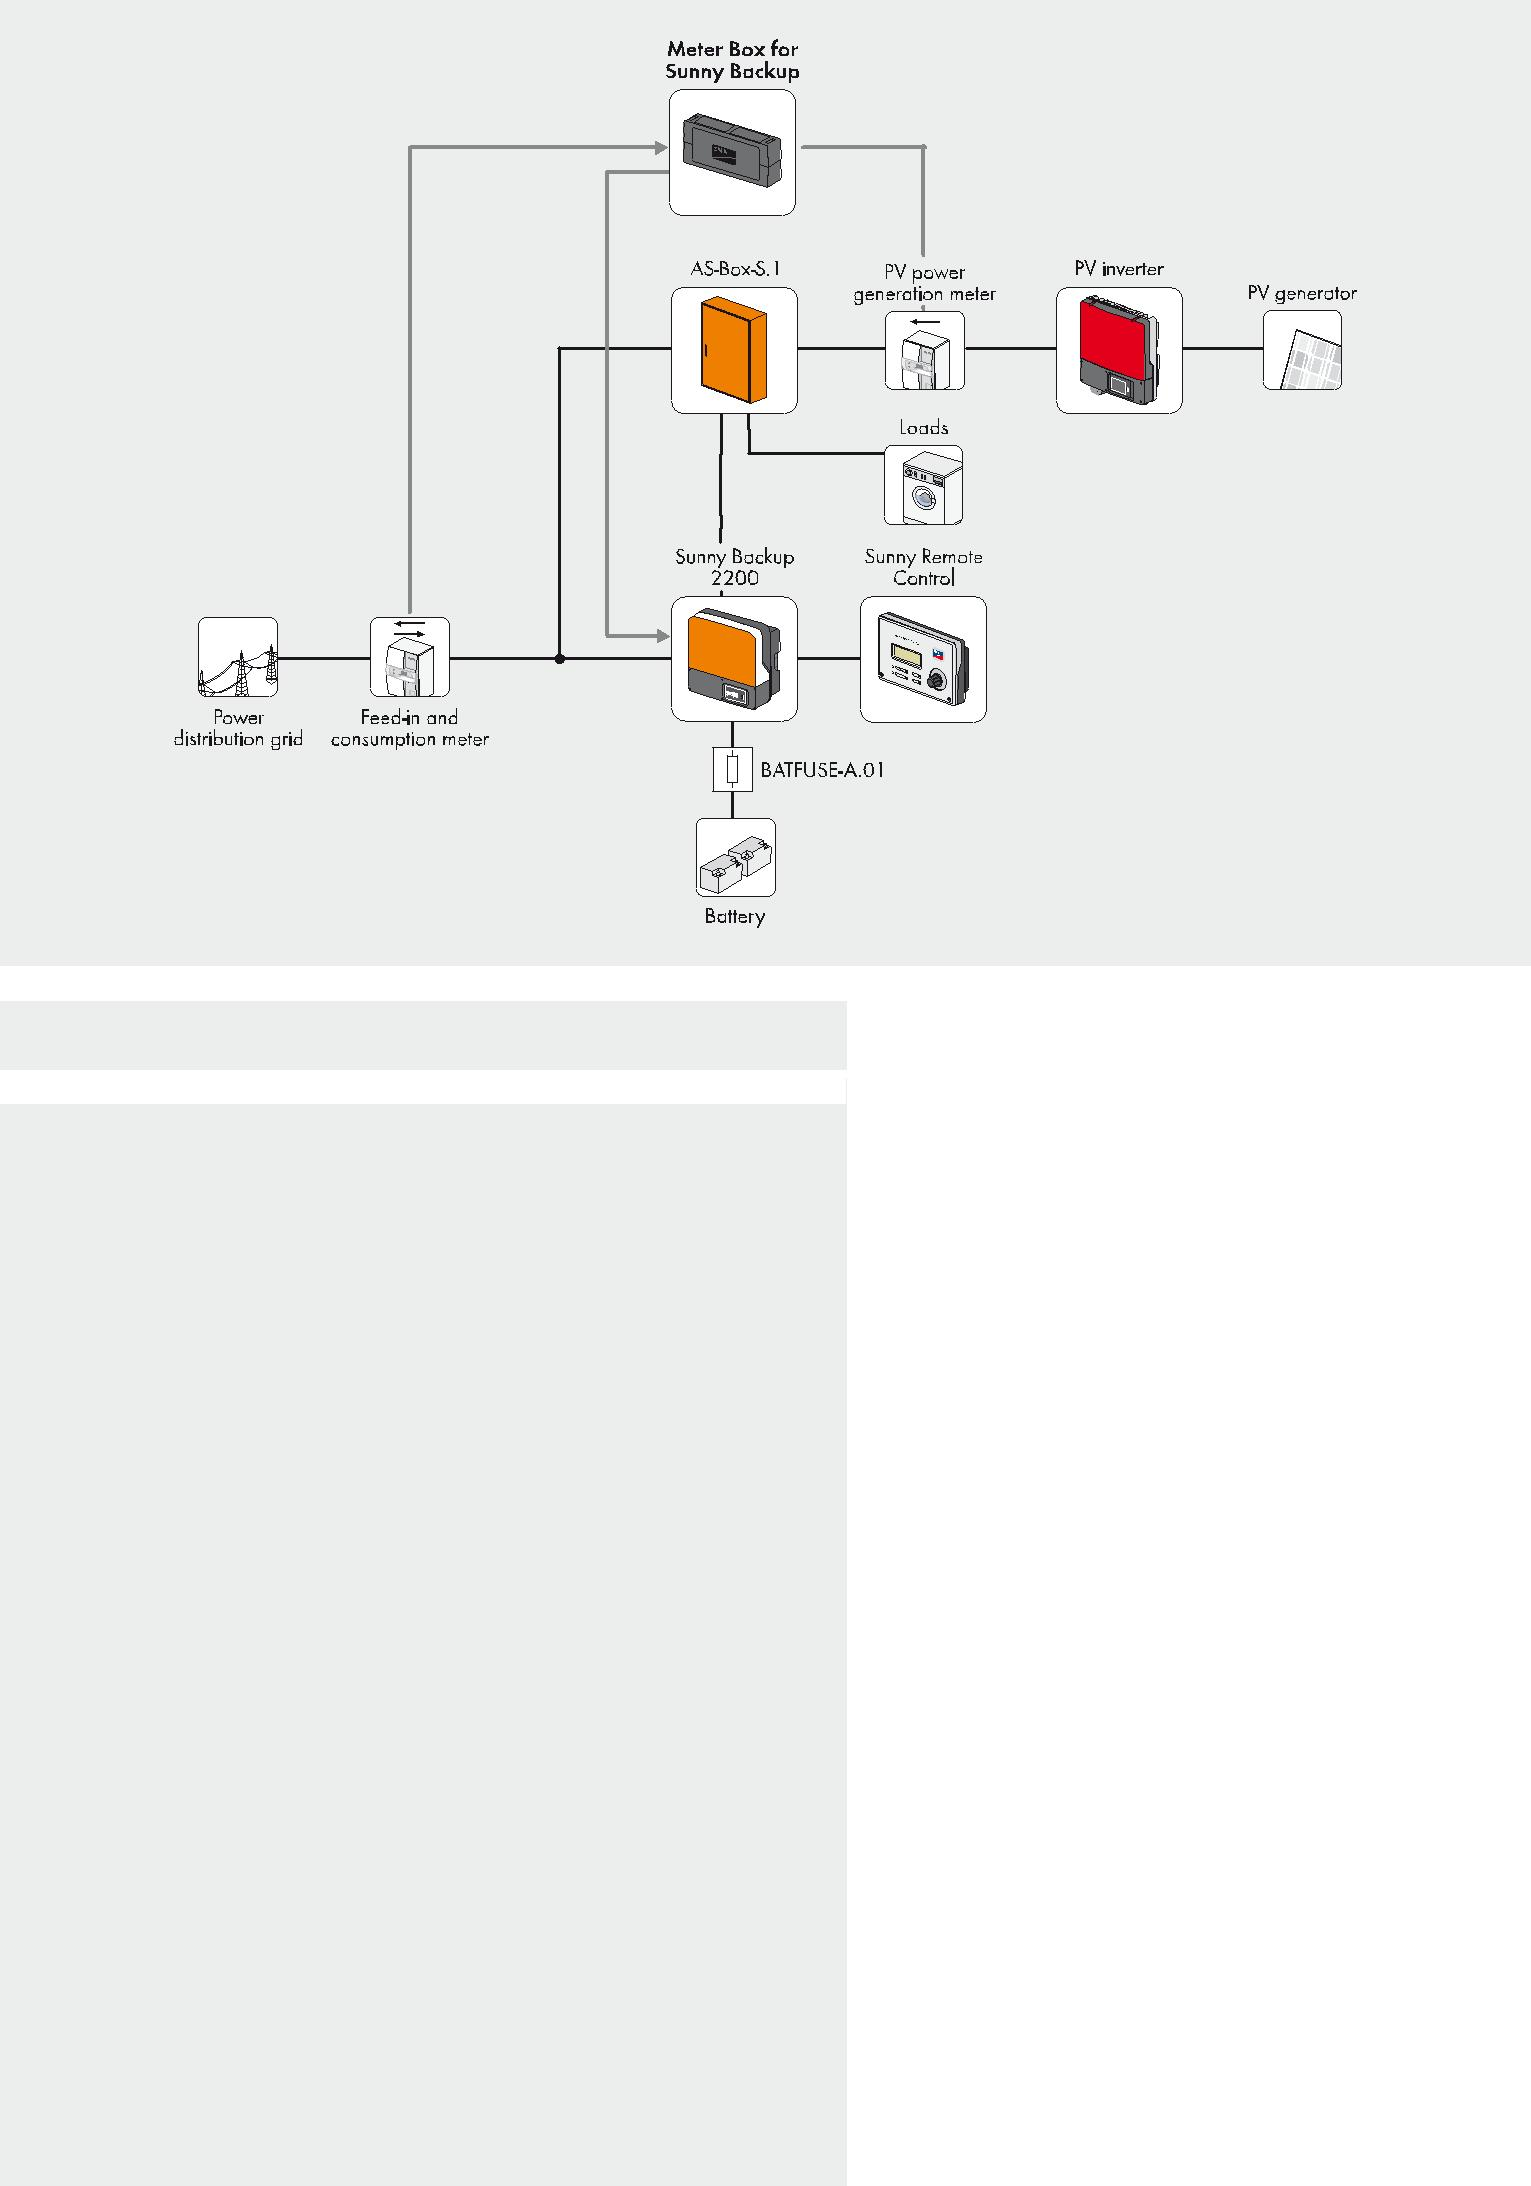 Meter Box for
Sunny Backup
AS-Box-S.1
PV power
generation meter
PV inverter
PV generator
Loads
Sunny Backup
2200
Sunny Remote
Control
Power
distribution grid
Feed-in and
consumption meter
BATFUSE-A.01
Battery